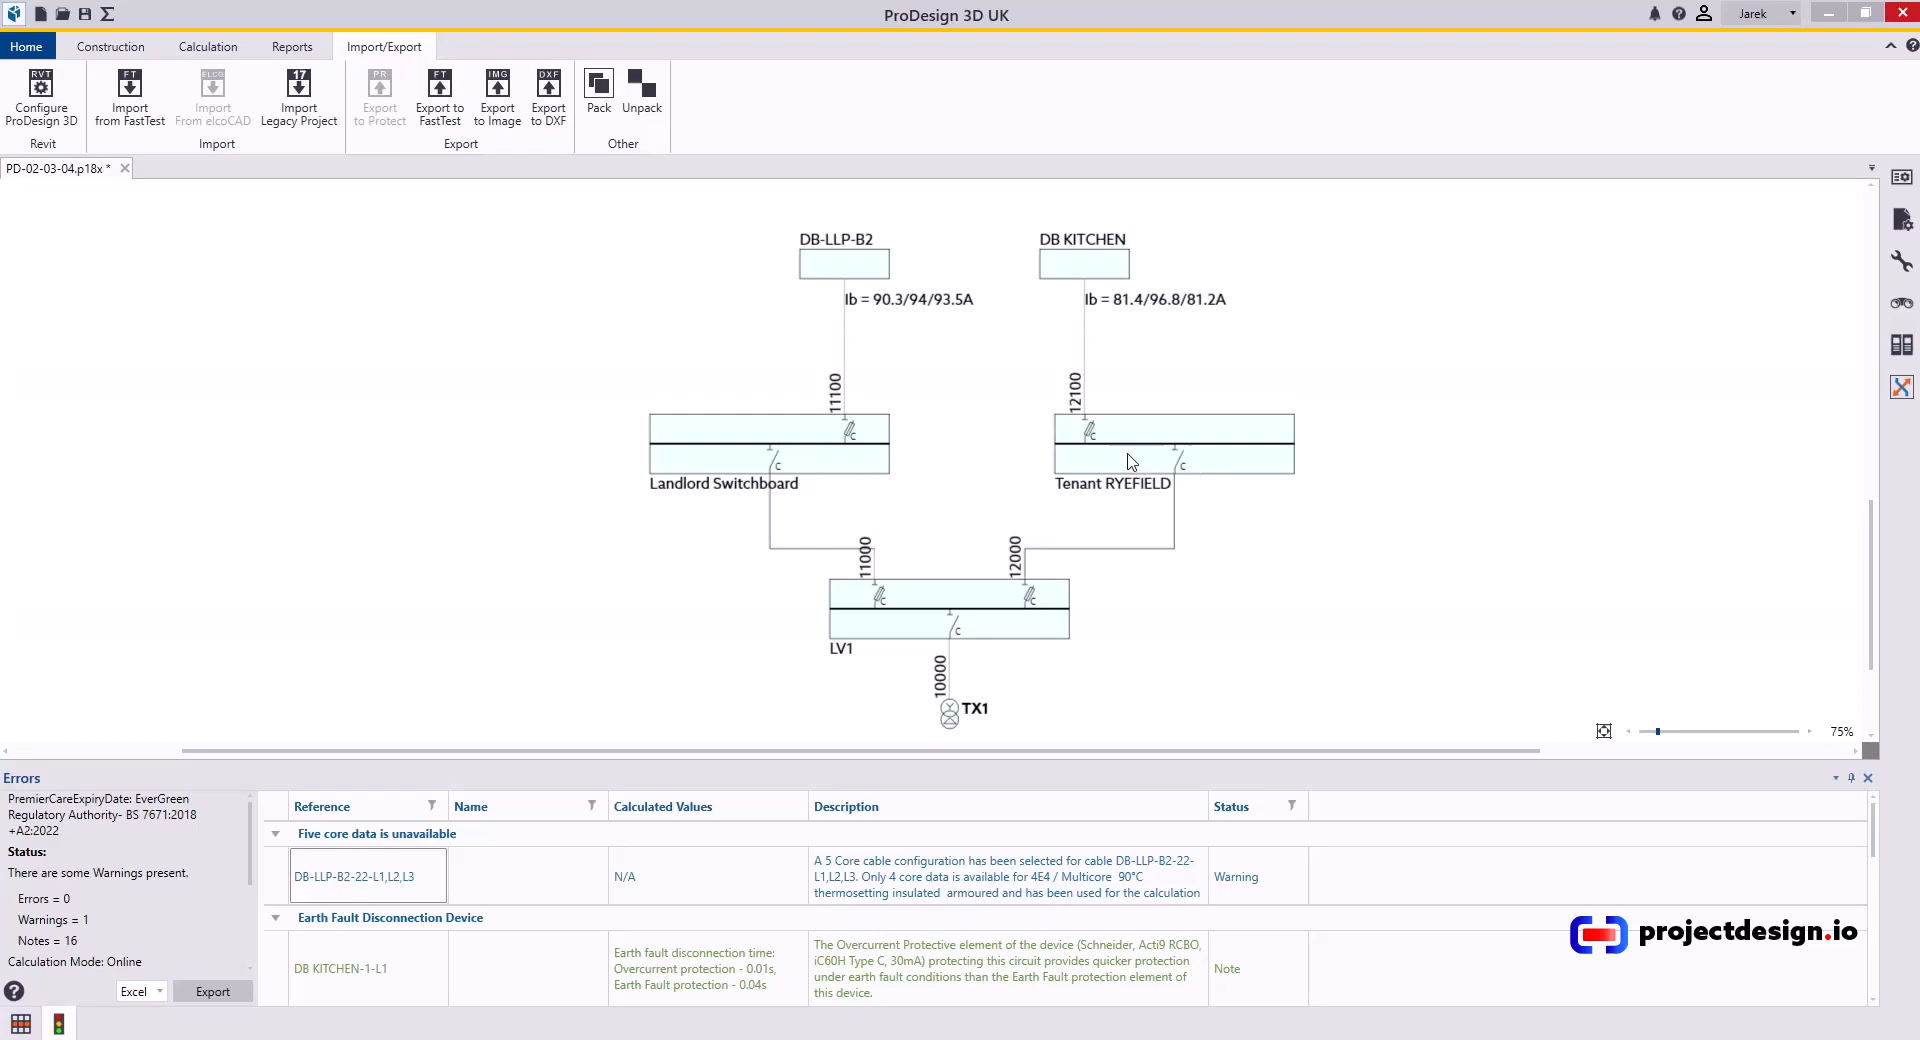 ProDesign 3D UK
Jarek
Home
Construction
Calculation
Reports
Import/Export
RVT
FT
ELCO
17
PR
FT
IMG
DXF
Configure
ProDesign 3D
Import
from FastTest
Import
From elcoCAD
Import
Legacy Project
Export
to Protect
Export to
FastTest
Export
to Image
Export
to DXF
Pack
Unpack
Revit
Import
Export
Other
PD-02-03-04.p18x *
DB-LLP-B2
DB KITCHEN
Ib = 90.3/94/93.5A
Ib = 81.4/96.8/81.2A
11100
12100
C
C
C
C
Landlord Switchboard
Tenant RYEFIELD
11000
12000
C
C
C
LV1
10000
TX1
75%
Errors
PremierCareExpiryDate: EverGreen
Regulatory Authority- BS 7671:2018
+A2:2022
Status:
There are some Warnings present.
Errors = 0
Warnings = 1
Notes = 16
Calculation Mode: Online
Excel
Export
Reference
Name
Calculated Values
Description
Status
Five core data is unavailable
DB-LLP-B2-22-L1,L2,L3
N/A
A 5 Core cable configuration has been selected for cable DB-LLP-B2-22-
L1,L2,L3. Only 4 core data is available for 4E4 / Multicore 90°C
thermosetting insulated armoured and has been used for the calculation
Warning
Earth Fault Disconnection Device
DB KITCHEN-1-L1
Earth fault disconnection time:
Overcurrent protection - 0.01s,
Earth Fault protection - 0.04s
The Overcurrent Protective element of the device (Schneider, Acti9 RCBO,
iC60H Type C, 30mA) protecting this circuit provides quicker protection
under earth fault conditions than the Earth Fault protection element of
this device.
Note
projectdesign.io